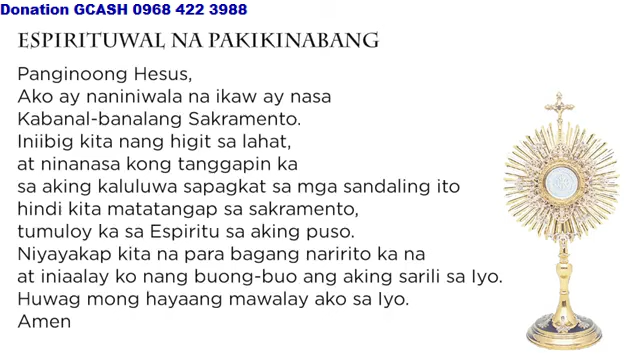 Donation GCASH 0968 422 3988
ESPIRITUWAL NA PAKIKINABANG
Panginoong Hesus,
Ako ay naniniwala na ikaw ay nasa
Kabanal-banalang Sakramento.
Iniibig kita nang higit sa lahat,
at ninanasa kong tanggapin ka
sa aking kaluluwa sapagkat sa mga sandaling ito
hindi kita matatangap sa sakramento,
tumuloy ka sa Espiritu sa aking puso.
Niyayakap kita na para bagang naririto ka na
at iniaalay ko nang buong-buo ang aking sarili sa Iyo.
Huwag mong hayaang mawalay ako sa Iyo.
Amen